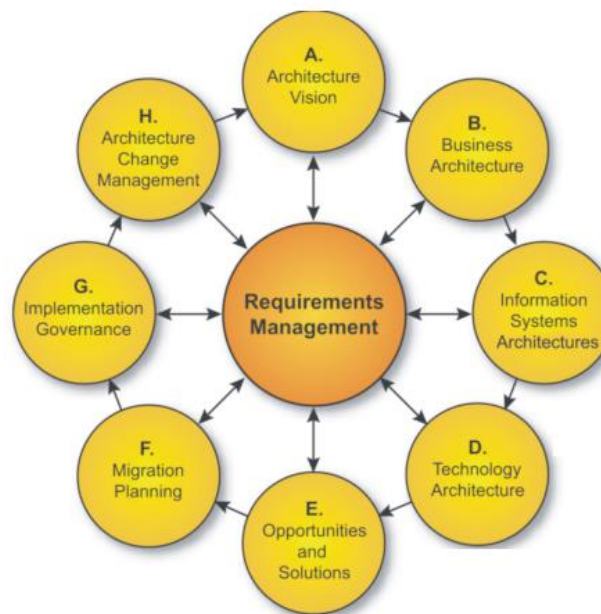 A.
Architecture
Vision
B.
Business
Architecture
C.
Information
Systems
Architectures
D.
Technology
Architecture
E.
Opportunities
and
Solutions
F.
Migration
Planning
G.
Implementation
Governance
H.
Architecture
Change
Management
Requirements
Management